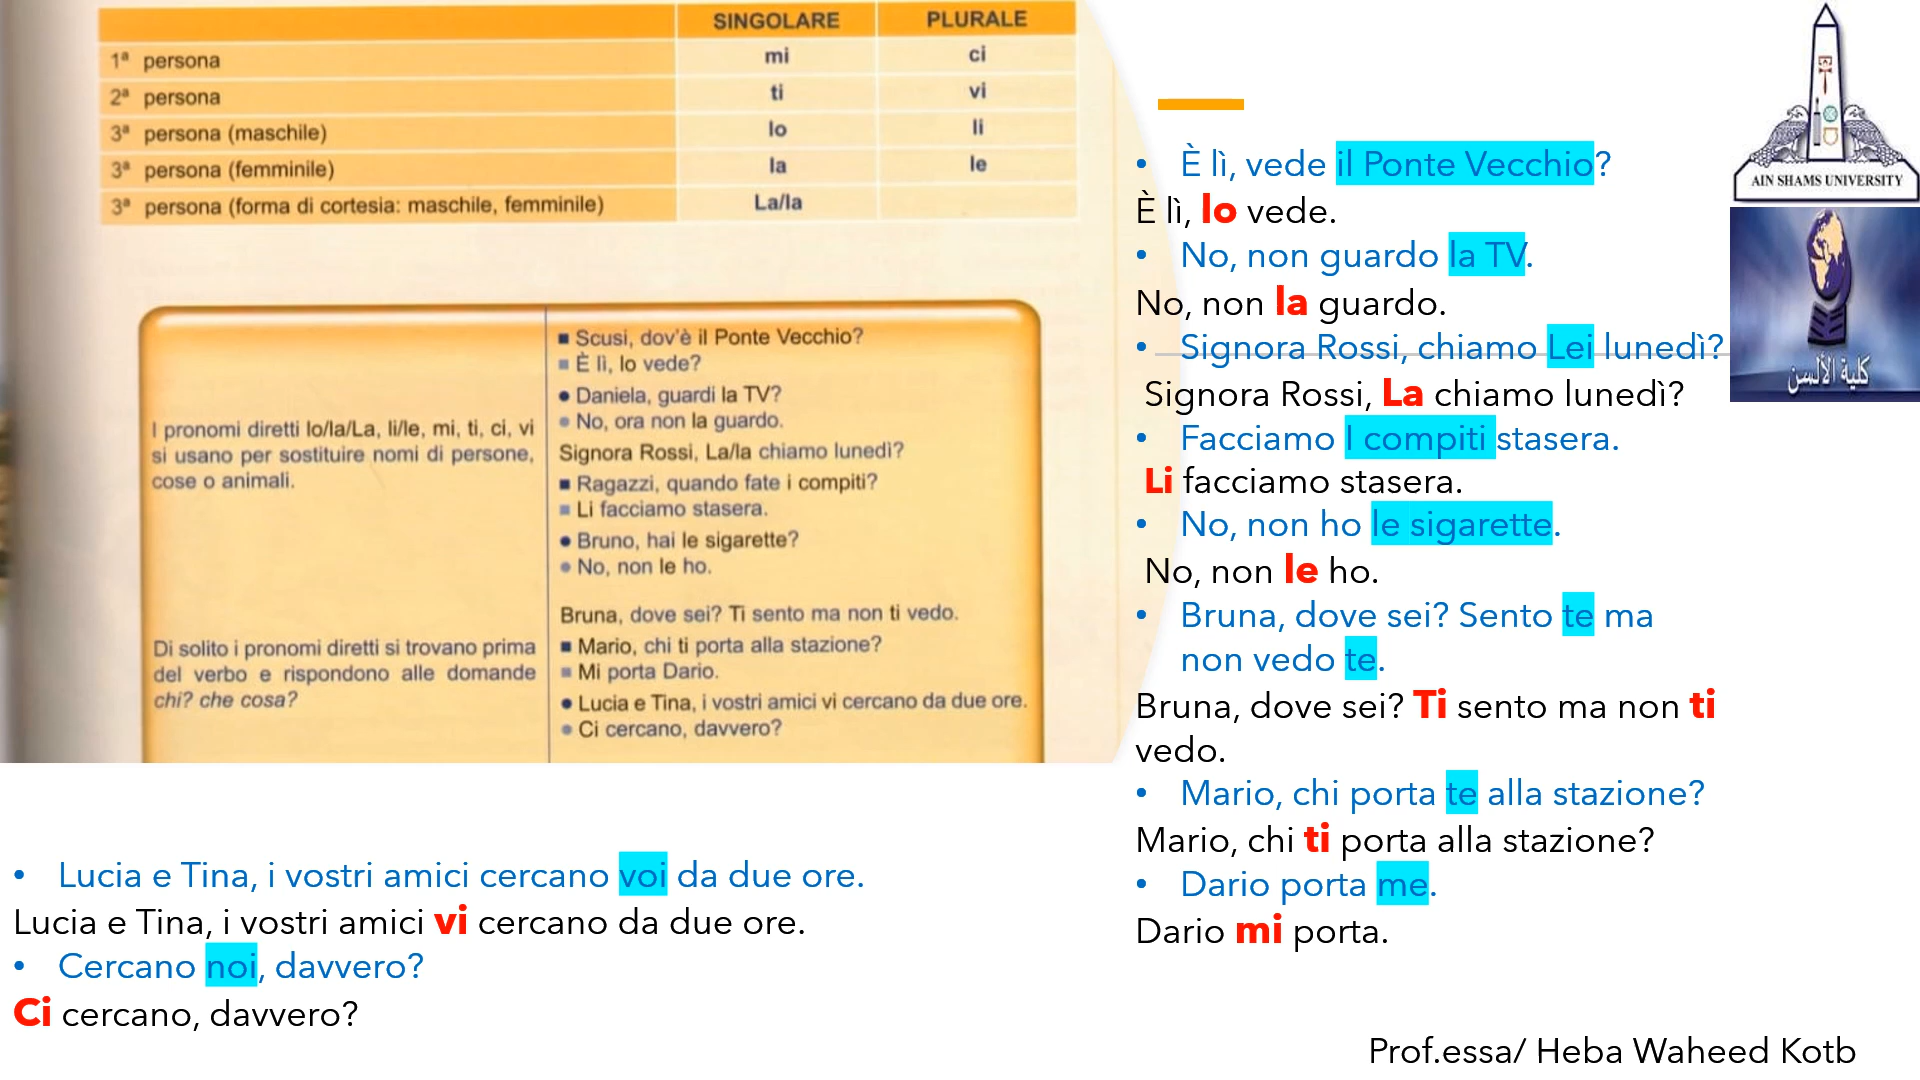 SINGOLARE PLURALE
1ª persona mi ci
2ª persona ti vi
3ª persona (maschile) lo li
3ª persona (femminile) la le
3ª persona (forma di cortesia: maschile, femminile) La/la
I pronomi diretti lo/la/La, li/le, mi, ti, ci, vi
si usano per sostituire nomi di persone,
cose o animali.
Di solito i pronomi diretti si trovano prima
del verbo e rispondono alle domande
chi? che cosa?
■ Scusi, dov'è il Ponte Vecchio?
■ È lì, lo vede?
● Daniela, guardi la TV?
● No, ora non la guardo.
Signora Rossi, La/la chiamo lunedì?
■ Ragazzi, quando fate i compiti?
■ Li facciamo stasera.
● Bruno, hai le sigarette?
● No, non le ho.
Bruna, dove sei? Ti sento ma non ti vedo.
■ Mario, chi ti porta alla stazione?
■ Mi porta Dario.
● Lucia e Tina, i vostri amici vi cercano da due ore.
● Ci cercano, davvero?
• È lì, vede il Ponte Vecchio?
È lì, lo vede.
• No, non guardo la TV.
No, non la guardo.
• Signora Rossi, chiamo Lei lunedì?
Signora Rossi, La chiamo lunedì?
• Facciamo I compiti stasera.
Li facciamo stasera.
• No, non ho le sigarette.
No, non le ho.
• Bruna, dove sei? Sento te ma
non vedo te.
Bruna, dove sei? Ti sento ma non ti
vedo.
• Mario, chi porta te alla stazione?
Mario, chi ti porta alla stazione?
• Dario porta me.
Dario mi porta.
• Lucia e Tina, i vostri amici cercano voi da due ore.
Lucia e Tina, i vostri amici vi cercano da due ore.
• Cercano noi, davvero?
Ci cercano, davvero?
AIN SHAMS UNIVERSITY
كلية الألسن
Prof.essa/ Heba Waheed Kotb